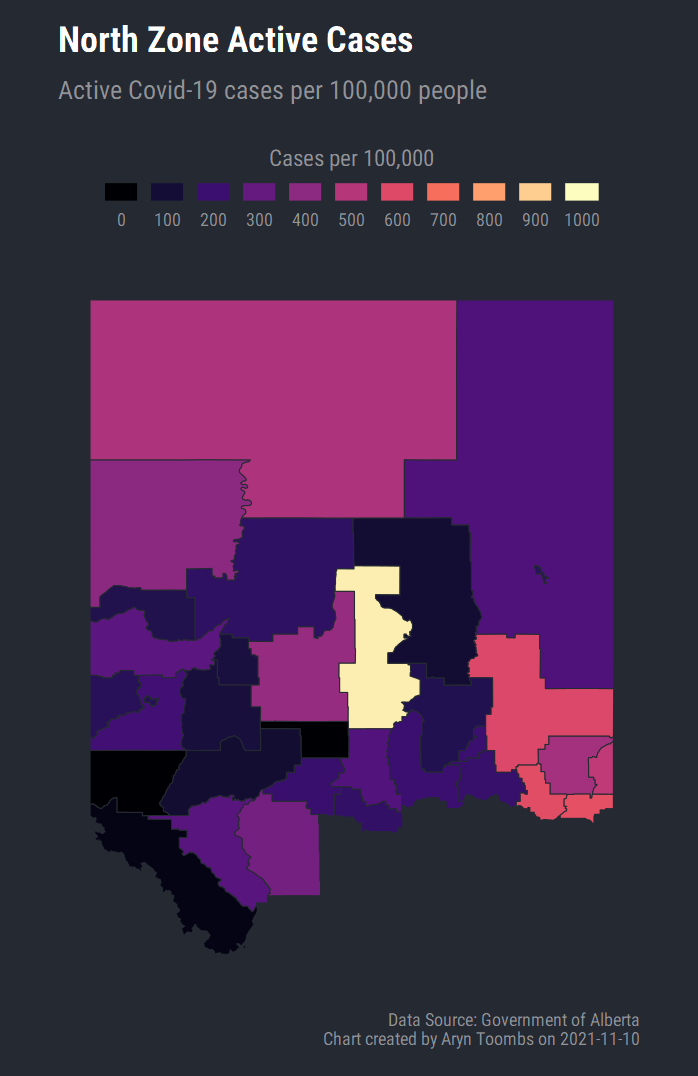 North Zone Active Cases
Active Covid-19 cases per 100,000 people
Cases per 100,000
0 100 200 300 400 500 600 700 800 900 1000
Data Source: Government of Alberta
Chart created by Aryn Toombs on 2021-11-10